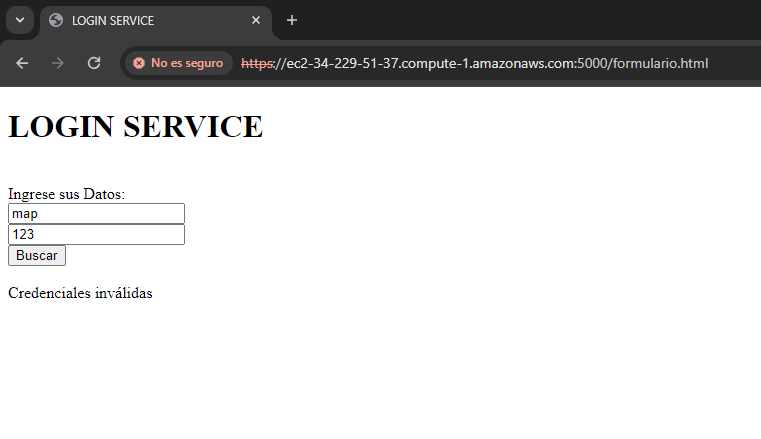 LOGIN SERVICE
No es seguro
https://ec2-34-229-51-37.compute-1.amazonaws.com:5000/formulario.html
LOGIN SERVICE
Ingrese sus Datos:
map
123
Buscar
Credenciales inválidas